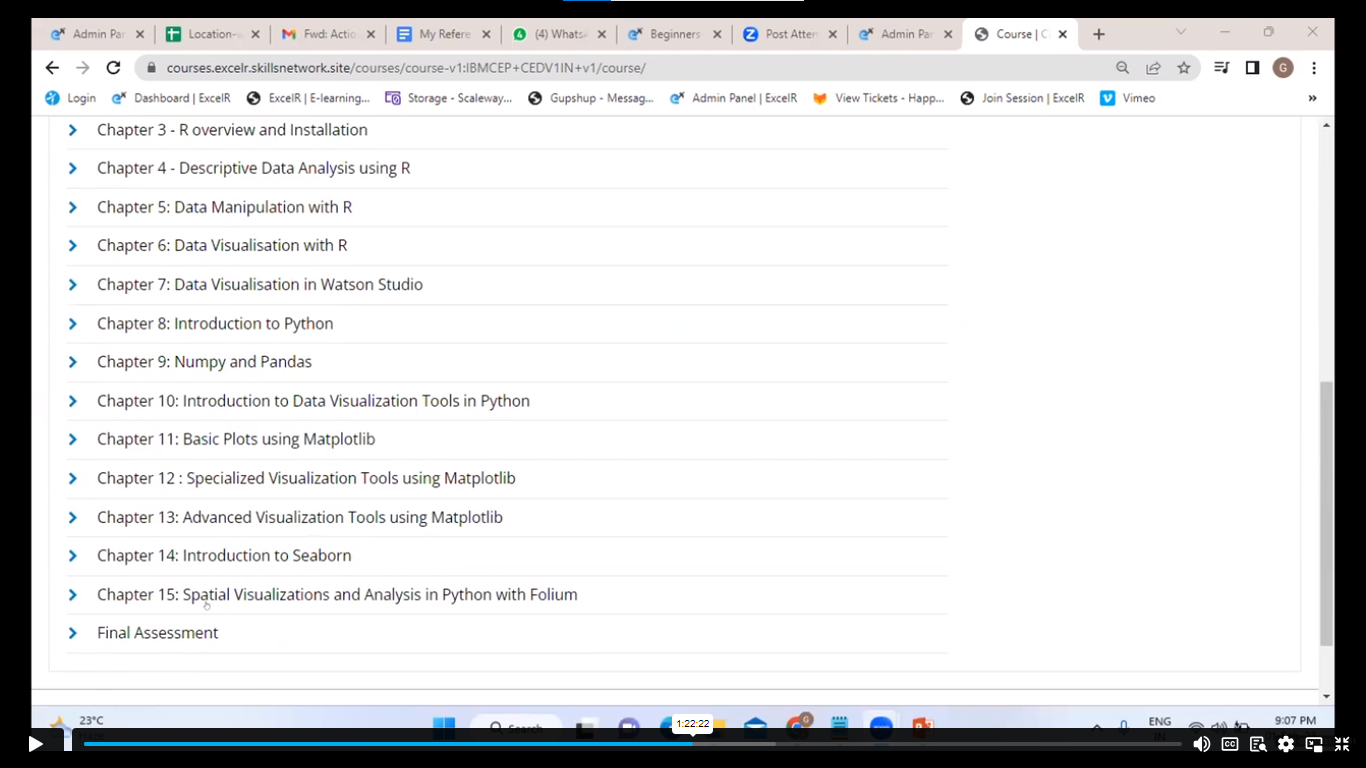 Admin Par
Location-
Fwd: Actio
My Refere
(4) Whats
Beginners
Post Atten
Admin Par
Course | C
courses.excelr.skillsnetwork.site/courses/course-v1:IBMCEP+CEDV1IN+v1/course/
G
Login
Dashboard | ExcelR
ExcelR | E-learning...
Storage - Scaleway...
Gupshup - Messag...
Admin Panel | ExcelR
View Tickets - Happ...
Join Session | ExcelR
Vimeo
Chapter 3 - R overview and Installation
Chapter 4 - Descriptive Data Analysis using R
Chapter 5: Data Manipulation with R
Chapter 6: Data Visualisation with R
Chapter 7: Data Visualisation in Watson Studio
Chapter 8: Introduction to Python
Chapter 9: Numpy and Pandas
Chapter 10: Introduction to Data Visualization Tools in Python
Chapter 11: Basic Plots using Matplotlib
Chapter 12 : Specialized Visualization Tools using Matplotlib
Chapter 13: Advanced Visualization Tools using Matplotlib
Chapter 14: Introduction to Seaborn
Chapter 15: Spatial Visualizations and Analysis in Python with Folium
Final Assessment
23°C
Search
1:22:22
ENG
IN
9:07 PM
CC